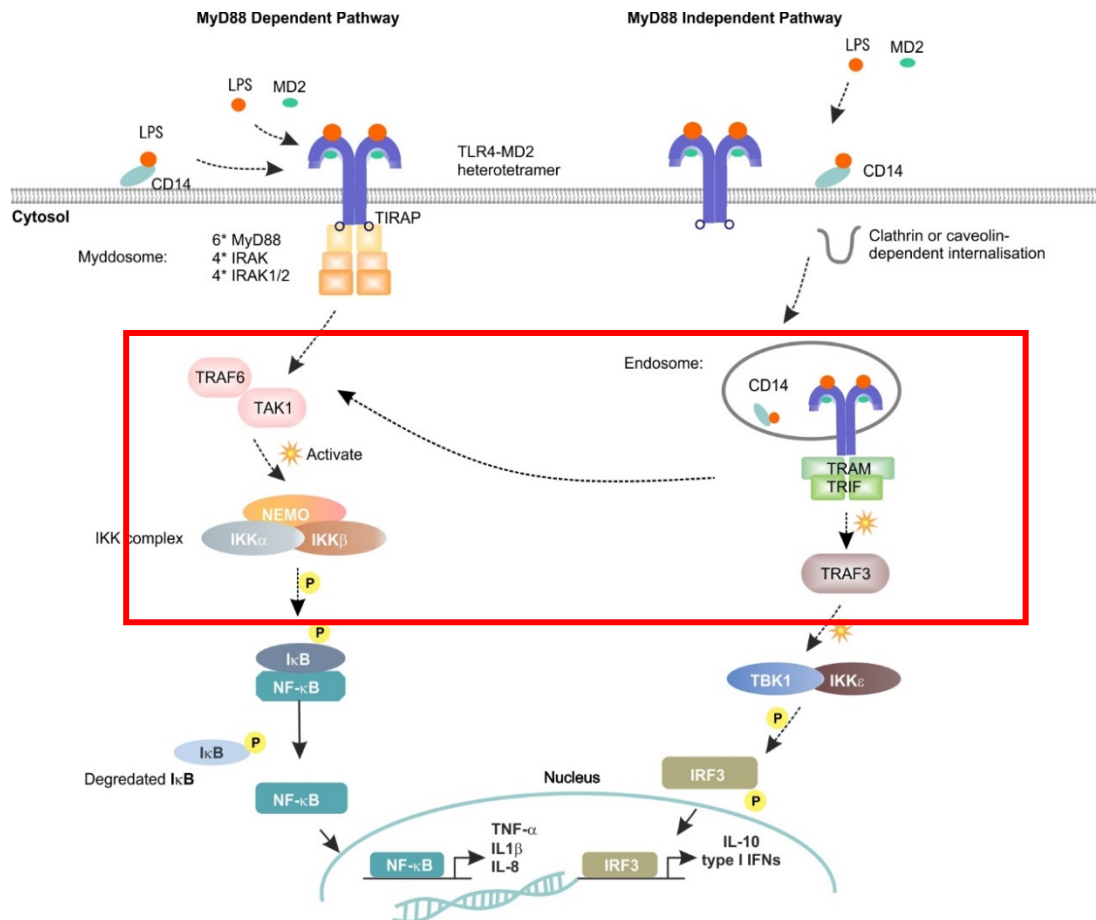 MyD88 Dependent Pathway
MyD88 Independent Pathway
LPS
MD2
LPS
MD2
LPS
CD14
TLR4-MD2
heterotetramer
CD14
Cytosol
TIRAP
Myddosome:
6* MyD88
4* IRAK
4* IRAK1/2
Clathrin or caveolin-
dependent internalisation
Endosome:
CD14
TRAF6
TAK1
Activate
TRAM
TRIF
NEMO
IKK complex
IKKα
IKKβ
TRAF3
P
P
IκB
NF-κB
TBK1
IKKε
P
IκB
P
Degredated IκB
NF-κB
Nucleus
IRF3
P
TNF-α
IL1β
IL-8
IL-10
type I IFNs
NF-κB
IRF3